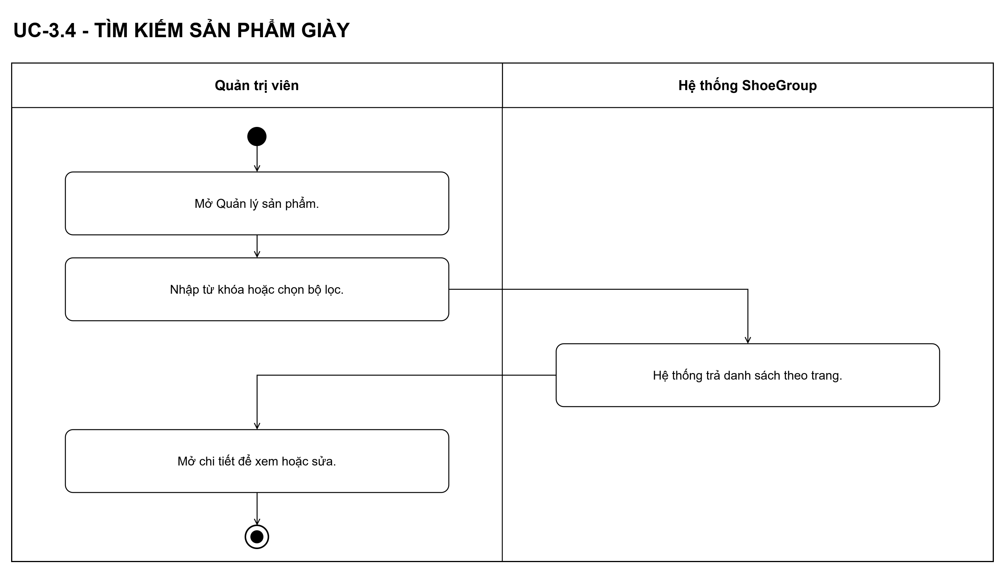 UC-3.4 - TÌM KIẾM SẢN PHẨM GIÀY
Quản trị viên
Hệ thống ShoeGroup
Mở Quản lý sản phẩm.
Nhập từ khóa hoặc chọn bộ lọc.
Hệ thống trả danh sách theo trang.
Mở chi tiết để xem hoặc sửa.